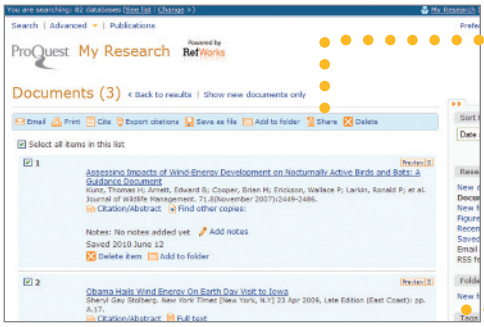 You are searching: 82 databases [See list | Change >]
My Research
Search | Advanced | Publications
Prefe
ProQuest My Research Powered by RefWorks
Documents (3) < Back to results | Show new documents only
Email Print Cite Export citations Save as file Add to folder Share Delete
Sort
Date
Select all items in this list
1
Preview
Assessing Impacts of Wind-Energy Development on Nocturnally Active Birds and Bats: A
Guidance Document
Kunz, Thomas H; Arnett, Edward B; Cooper, Brian M; Erickson, Wallace P; Larkin, Ronald P; et al.
Journal of Wildlife Management. 71.8(November 2007):2449-2486.
Citation/Abstract Find other copies:
Notes: No notes added yet Add notes
Saved 2010 June 12
Delete item Add to folder
Rese
New
Docum
New f
Figure
Recen
Saved
Email
RSS f
2
Preview
Obama Hails Wind Energy On Earth Day Visit to Iowa
Sheryl Gay Stolberg. New York Times [New York, N.Y] 23 Apr 2009, Late Edition (East Coast): pp.
A.17.
Citation/Abstract Full text
Folde
New f
Tags